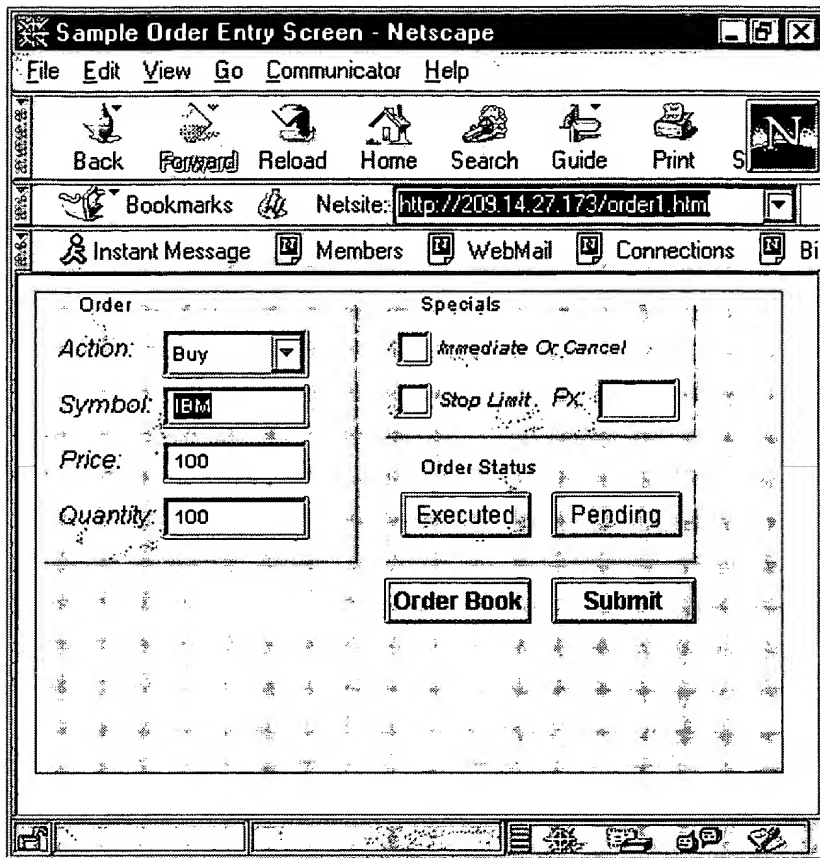 Sample Order Entry Screen - Netscape
File Edit View Go Communicator Help
Back Forward Reload Home Search Guide Print S N
Bookmarks Netsite: http://209.14.27.173/order1.htm
Instant Message Members WebMail Connections Bi
Order
Action: Buy
Symbol: IBM
Price: 100
Quantity: 100
Specials
Immediate Or Cancel
Stop Limit. Px:
Order Status
Executed Pending
Order Book Submit